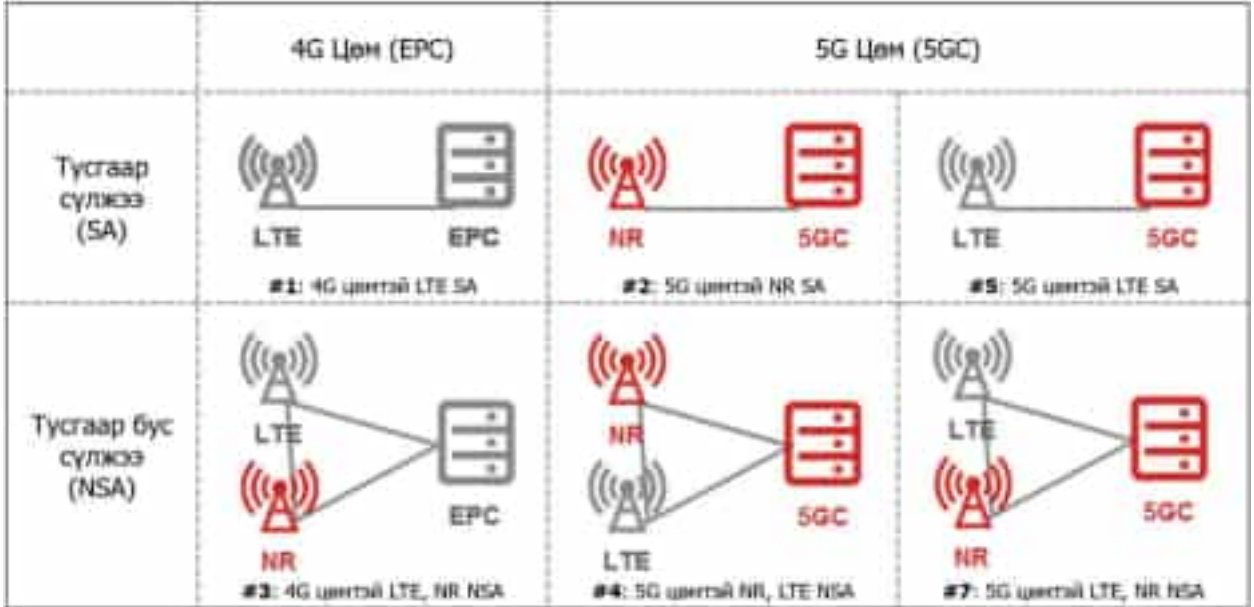 4G Цөм (EPC)
5G Цөм (5GC)
Тусгаар
сүлжээ
(SA)
LTE
EPC
#1: 4G цөмтэй LTE SA
NR
5GC
#2: 5G цөмтэй NR SA
LTE
5GC
#5: 5G цөмтэй LTE SA
Тусгаар бус
сүлжээ
(NSA)
LTE
EPC
NR
#3: 4G цөмтэй LTE, NR NSA
NR
5GC
LTE
#4: 5G цөмтэй NR, LTE NSA
LTE
5GC
NR
#7: 5G цөмтэй LTE, NR NSA